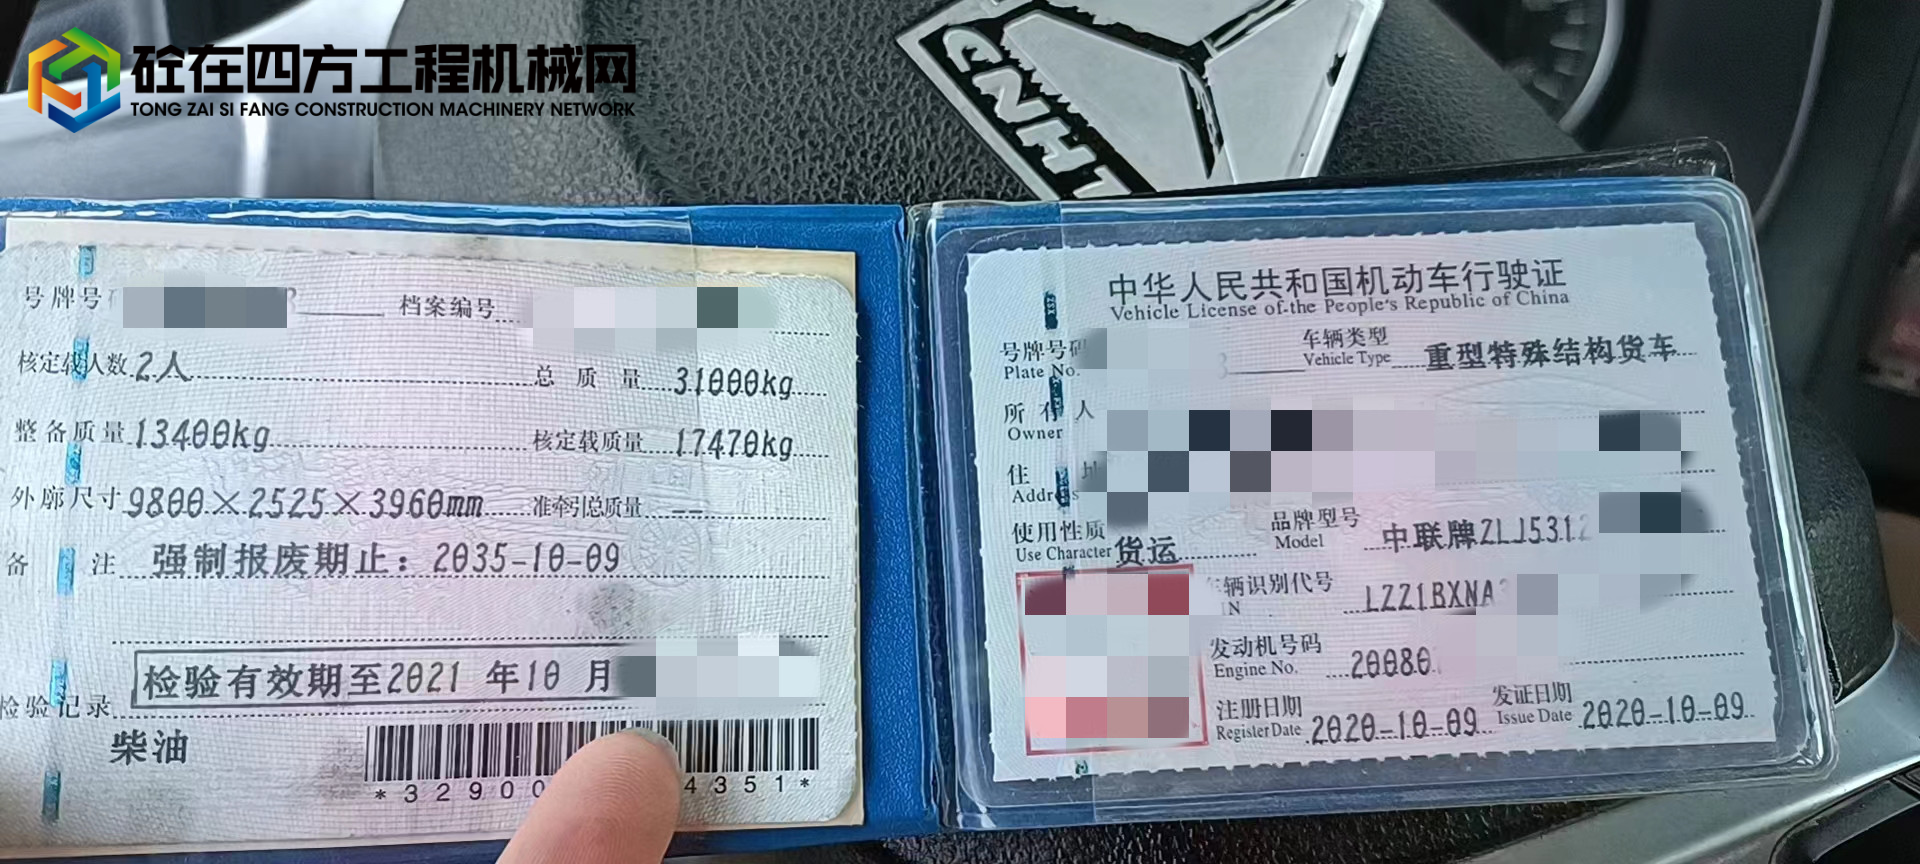 砼在四方工程机械网
TONG ZAI SI FANG CONSTRUCTION MACHINERY NETWORK
CNHTC
号牌号
档案编号
核定载人数 2人
总质量 31000kg
整备质量 13400kg
核定载质量 17470kg
外廓尺寸 9800×2525×3960mm
准牵引总质量 --
备注 强制报废期止：2035-10-09
检验有效期至2021 年10 月
检验记录
柴油
*32900
4351*
中华人民共和国机动车行驶证
Vehicle License of the People's Republic of China
号牌号码
Plate No.
车辆类型
Vehicle Type
重型特殊结构货车
所有人
Owner
住址
Address
使用性质
Use Character
货运
品牌型号
Model
中联牌ZLJ5312
车辆识别代号
LZZ1BXNA
发动机号码
Engine No.
20080
注册日期
Register Date
2020-10-09
发证日期
Issue Date
2020-10-09